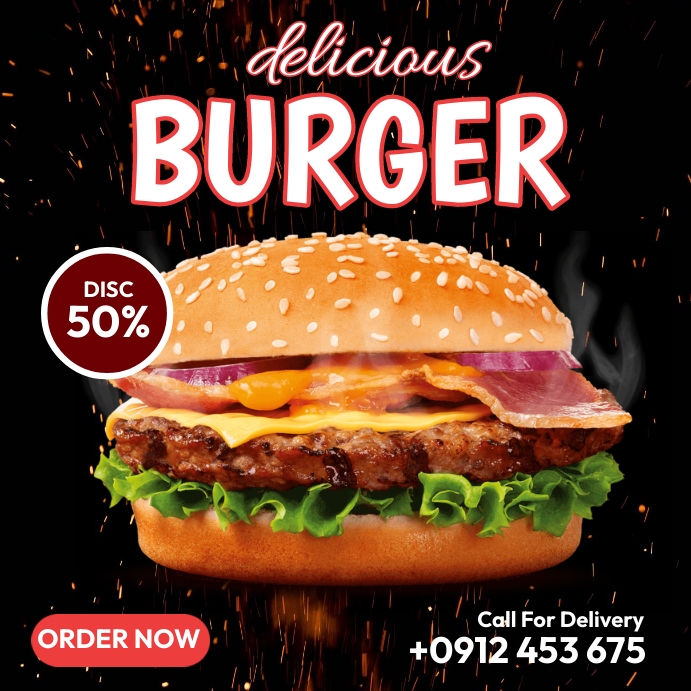 delicious
BURGER
DISC
50%
ORDER NOW
Call For Delivery
+0912 453 675